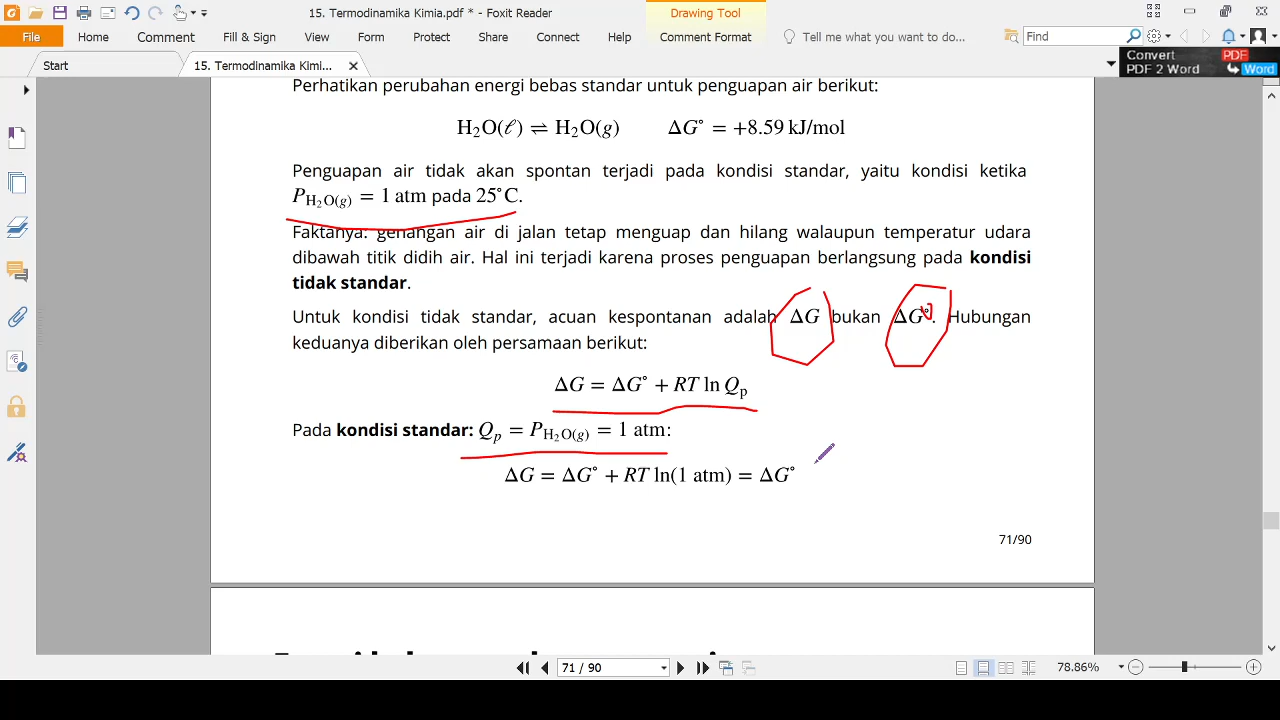 15. Termodinamika Kimia.pdf * - Foxit Reader
Drawing Tool
File Home Comment Fill & Sign View Form Protect Share Connect Help Comment Format Tell me what you want to do... Find
Start 15. Termodinamika Kimi...
Convert PDF
PDF 2 Word Word
Perhatikan perubahan energi bebas standar untuk penguapan air berikut:
H₂O(ℓ) ⇌ H₂O(g) ΔG° = +8.59 kJ/mol
Penguapan air tidak akan spontan terjadi pada kondisi standar, yaitu kondisi ketika
P_H₂O(g) = 1 atm pada 25°C.
Faktanya: genangan air di jalan tetap menguap dan hilang walaupun temperatur udara
dibawah titik didih air. Hal ini terjadi karena proses penguapan berlangsung pada kondisi
tidak standar.
Untuk kondisi tidak standar, acuan kespontanan adalah ΔG bukan ΔG°. Hubungan
keduanya diberikan oleh persamaan berikut:
ΔG = ΔG° + RT ln Qp
Pada kondisi standar: Qp = P_H₂O(g) = 1 atm:
ΔG = ΔG° + RT ln(1 atm) = ΔG°
71/90
71 / 90 78.86%